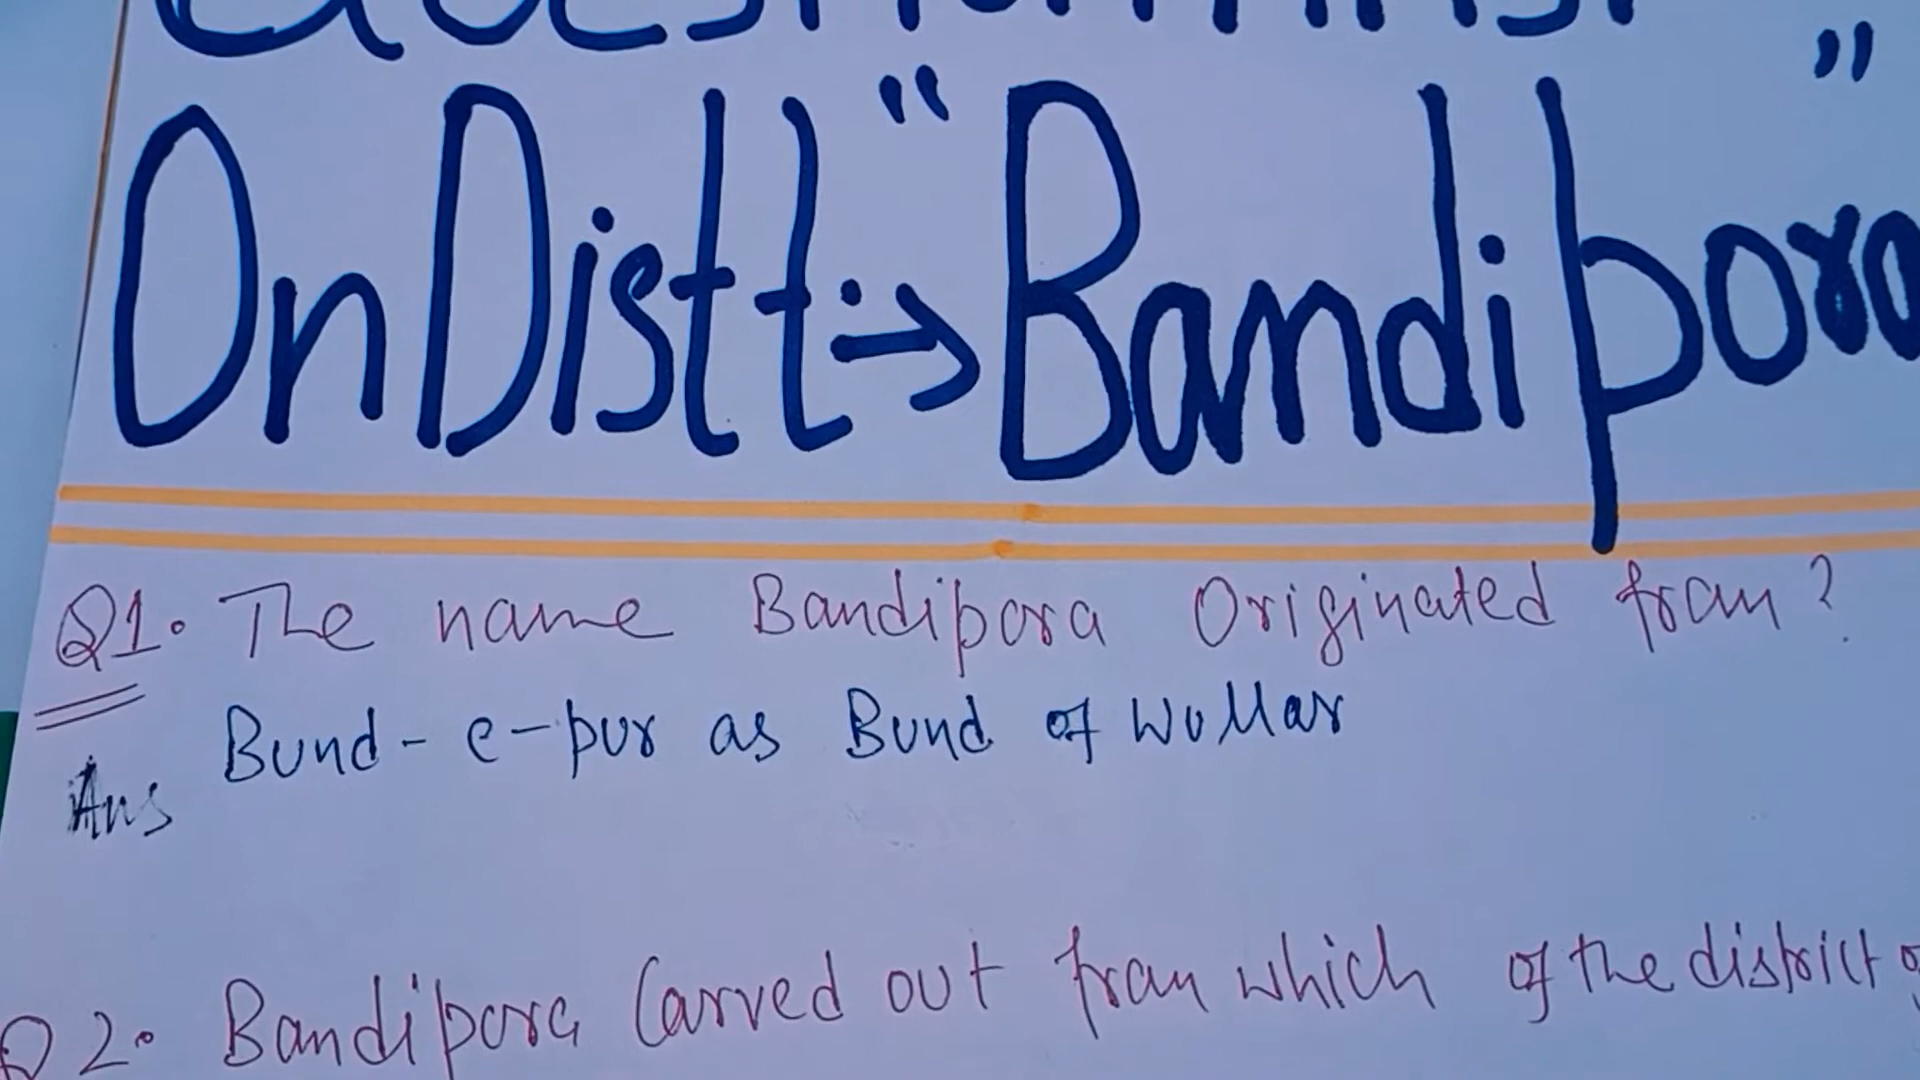 On Distt :→ "Bandipora"
Q1. The name Bandipora Originated from?
Ans Bund-e-pur as Bund of Wullar
Q2. Bandipora Carved out from which of the district of